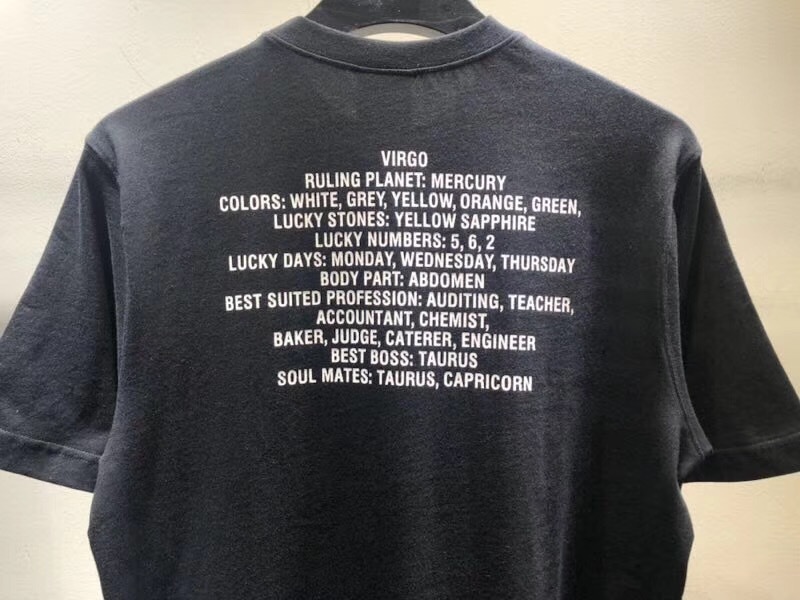 VIRGO
RULING PLANET: MERCURY
COLORS: WHITE, GREY, YELLOW, ORANGE, GREEN,
LUCKY STONES: YELLOW SAPPHIRE
LUCKY NUMBERS: 5, 6, 2
LUCKY DAYS: MONDAY, WEDNESDAY, THURSDAY
BODY PART: ABDOMEN
BEST SUITED PROFESSION: AUDITING, TEACHER,
ACCOUNTANT, CHEMIST,
BAKER, JUDGE, CATERER, ENGINEER
BEST BOSS: TAURUS
SOUL MATES: TAURUS, CAPRICORN